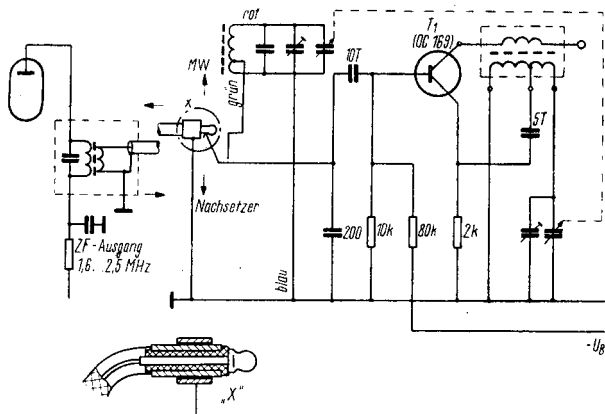 rot
T1
(OC 169)
MW
10T
grün
x
5T
Nachsetzer
200
10k
80k
2k
ZF-Ausgang
1,6...2,5 MHz
blau
-UB
„X"